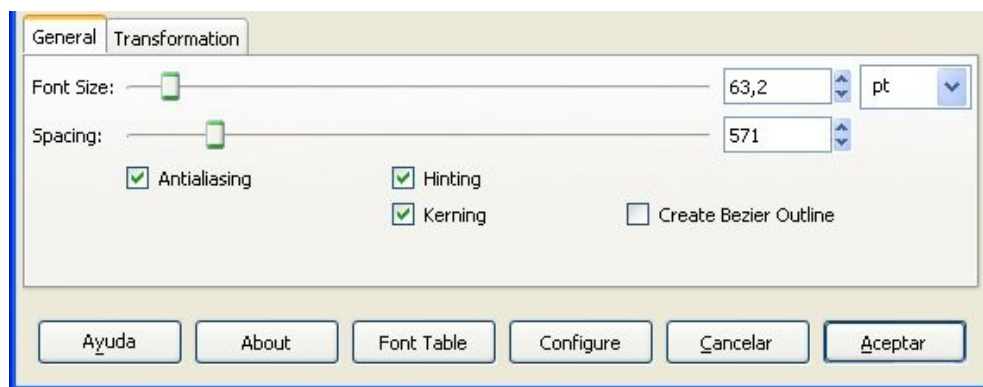 General Transformation
Font Size: 63,2 pt
Spacing: 571
Antialiasing Hinting
Kerning Create Bezier Outline
Ayuda About Font Table Configure Cancelar Aceptar